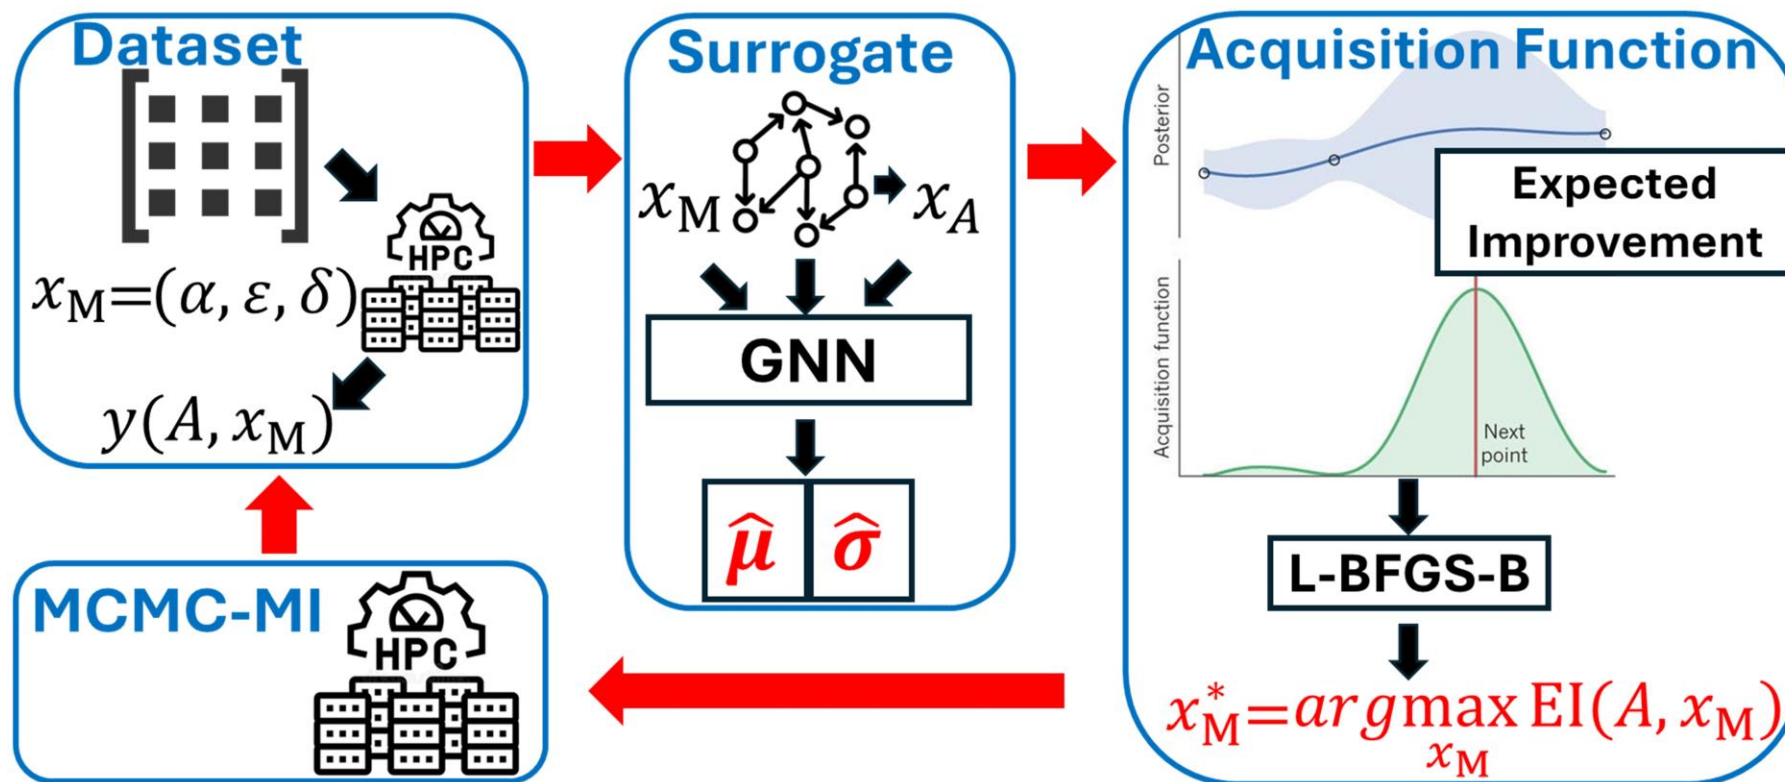 Dataset
HPC
x_M=(α, ε, δ)
y(A, x_M)
Surrogate
x_M
x_A
GNN
μ̂ σ̂
Acquisition Function
Posterior
Expected
Improvement
Acquisition function
Next
point
L-BFGS-B
x*_M=argmax EI(A, x_M)
x_M
MCMC-MI
HPC